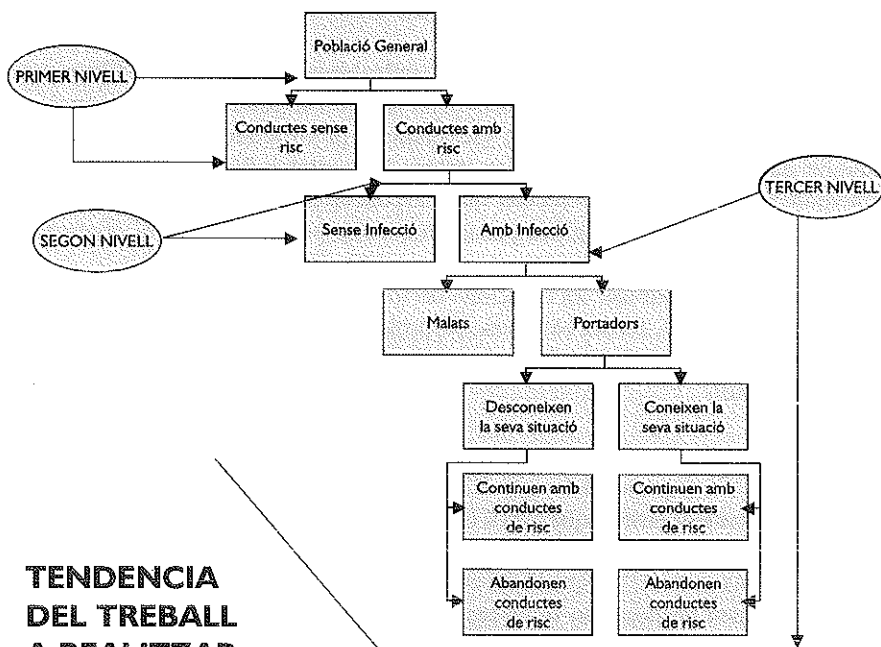 Població General
PRIMER NIVELL
Conductes sense
risc
Conductes amb
risc
TERCER NIVELL
SEGON NIVELL
Sense Infecció
Amb Infecció
Malats
Portadors
Desconeixen
la seva situació
Coneixen la
seva situació
Continuen amb
conductes
de risc
Continuen amb
conductes
de risc
Abandonen
conductes
de risc
Abandonen
conductes
de risc
TENDENCIA
DEL TREBALL
A REALITZAR